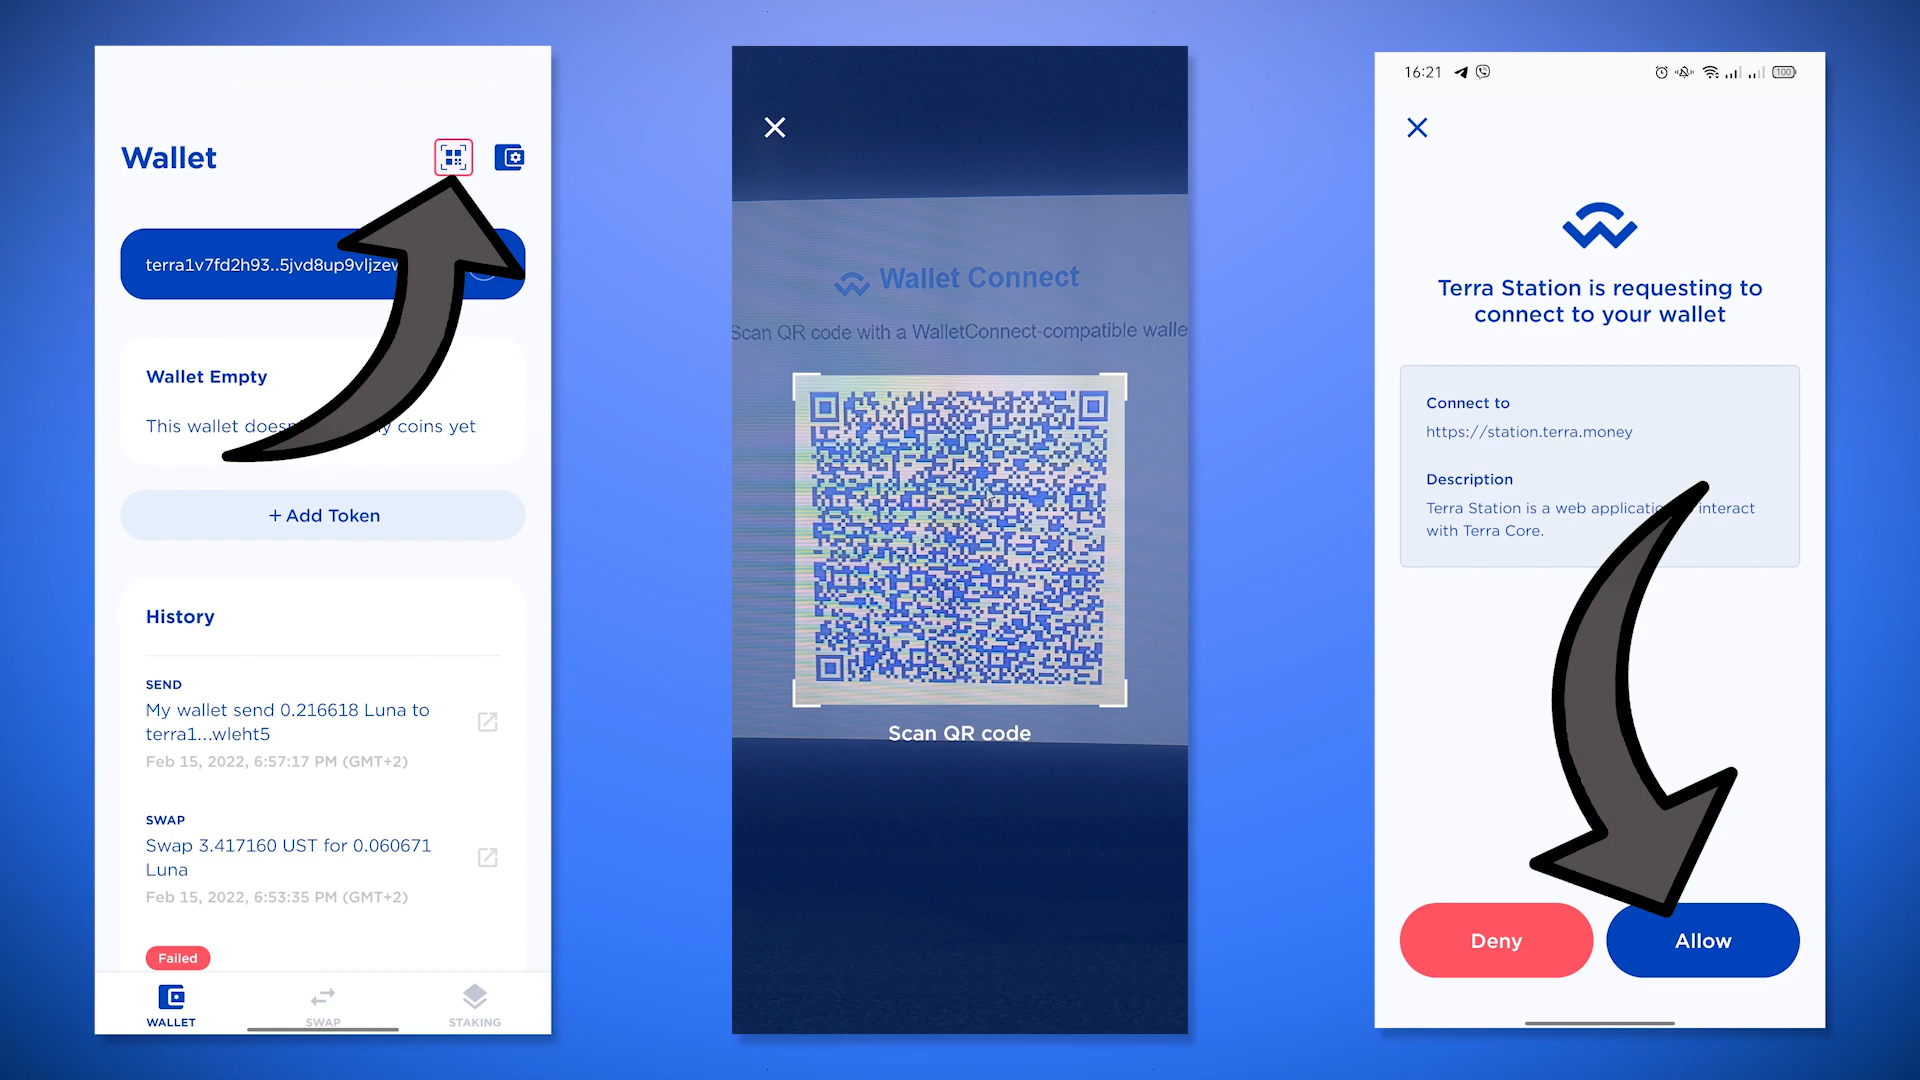 Wallet
terra1v7fd2h93..5jvd8up9vljzev
Wallet Empty
This wallet coins yet
+ Add Token
History
SEND
My wallet send 0.216618 Luna to
terra1...wleht5
Feb 15, 2022, 6:57:17 PM (GMT+2)
SWAP
Swap 3.417160 UST for 0.060671
Luna
Feb 15, 2022, 6:53:35 PM (GMT+2)
Failed
WALLET
SWAP
STAKING
Wallet Connect
Scan QR code with a WalletConnect-compatible walle
Scan QR code
16:21
100
Terra Station is requesting to
connect to your wallet
Connect to
https://station.terra.money
Description
Terra Station is a web interact
with Terra Core.
Deny
Allow